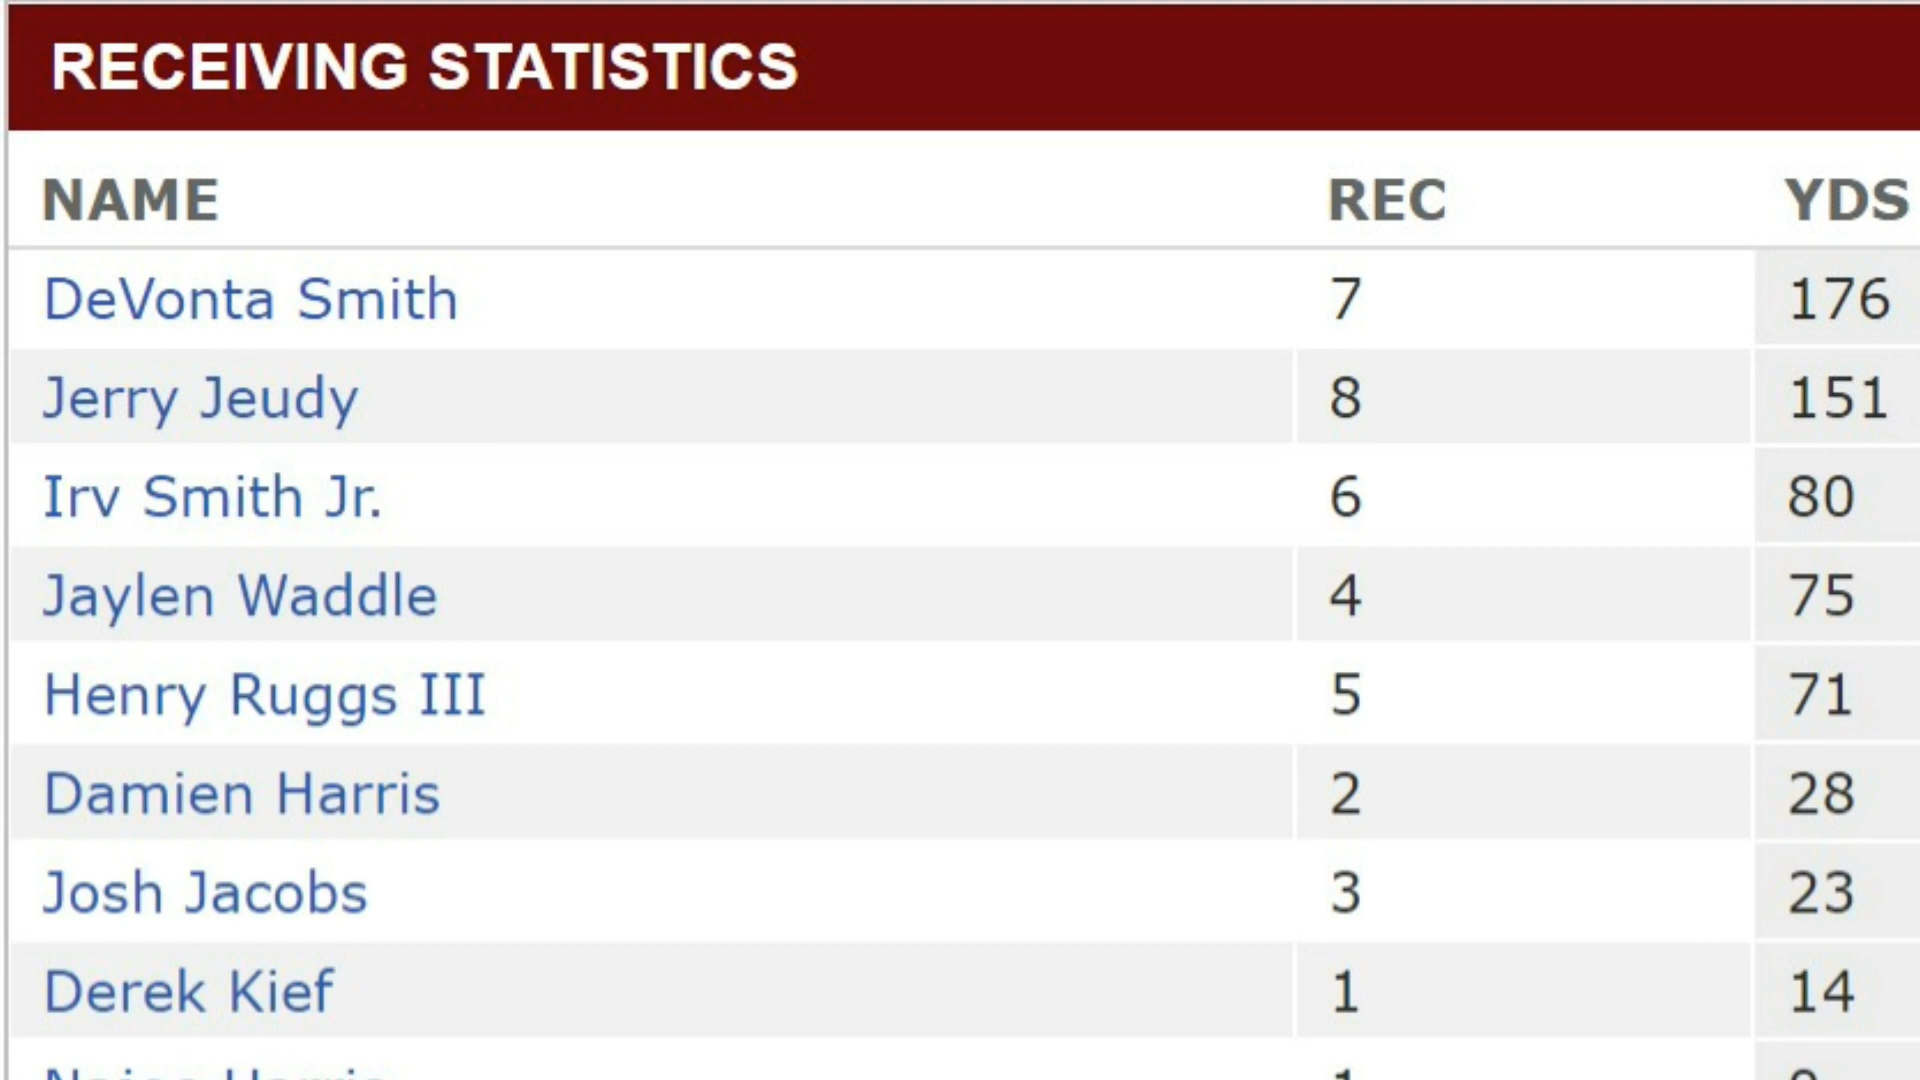 RECEIVING STATISTICS
NAME REC YDS
DeVonta Smith 7 176
Jerry Jeudy 8 151
Irv Smith Jr. 6 80
Jaylen Waddle 4 75
Henry Ruggs III 5 71
Damien Harris 2 28
Josh Jacobs 3 23
Derek Kief 1 14